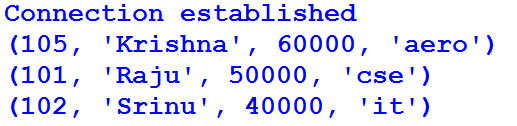 Connection established
(105, 'Krishna', 60000, 'aero')
(101, 'Raju', 50000, 'cse')
(102, 'Srinu', 40000, 'it')